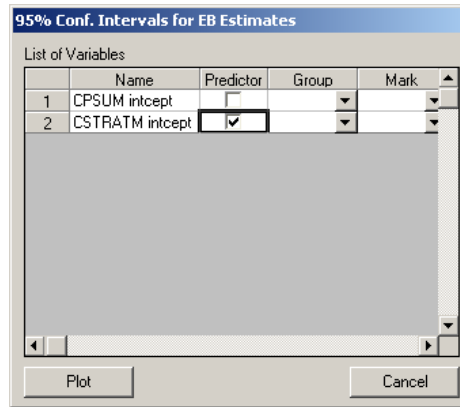 95% Conf. Intervals for EB Estimates
List of Variables
Name Predictor Group Mark
1 CPSUM intcept
2 CSTRATM intcept
Plot Cancel